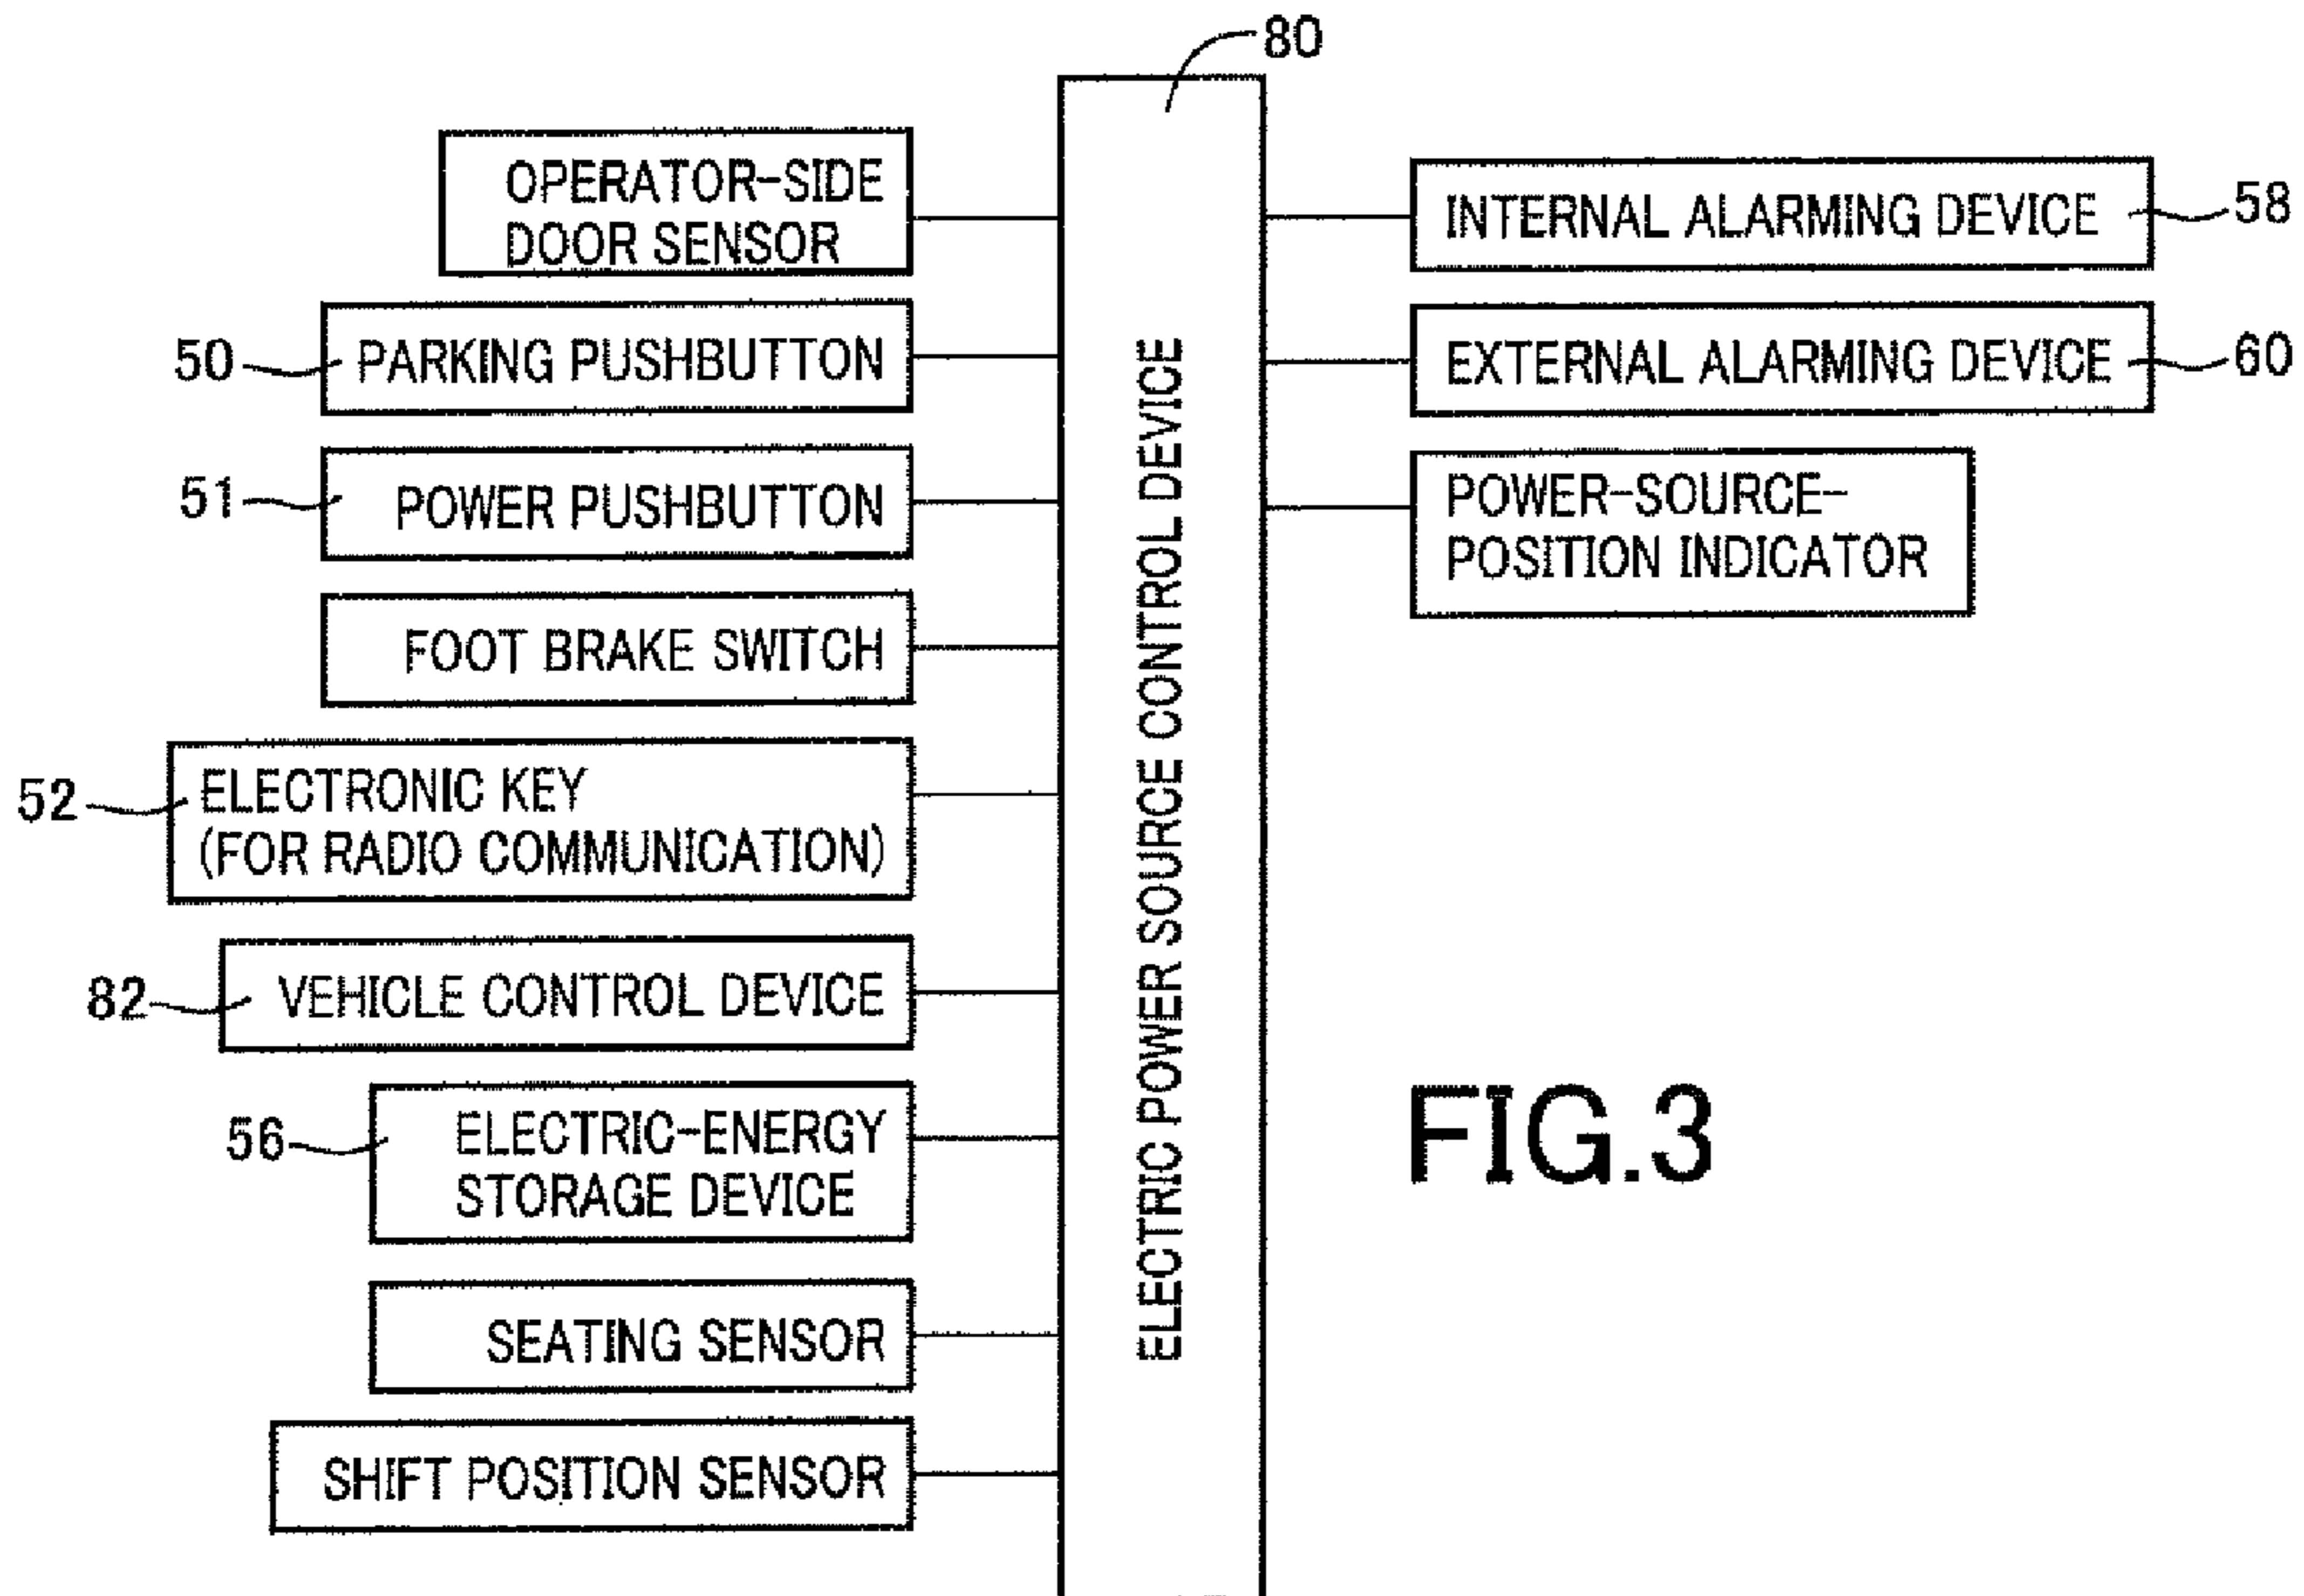 80
OPERATOR-SIDE
DOOR SENSOR
50
PARKING PUSHBUTTON
51
POWER PUSHBUTTON
FOOT BRAKE SWITCH
52
ELECTRONIC KEY
(FOR RADIO COMMUNICATION)
82
VEHICLE CONTROL DEVICE
56
ELECTRIC-ENERGY
STORAGE DEVICE
SEATING SENSOR
SHIFT POSITION SENSOR
ELECTRIC POWER SOURCE CONTROL DEVICE
INTERNAL ALARMING DEVICE
58
EXTERNAL ALARMING DEVICE
60
POWER-SOURCE-
POSITION INDICATOR
FIG.3